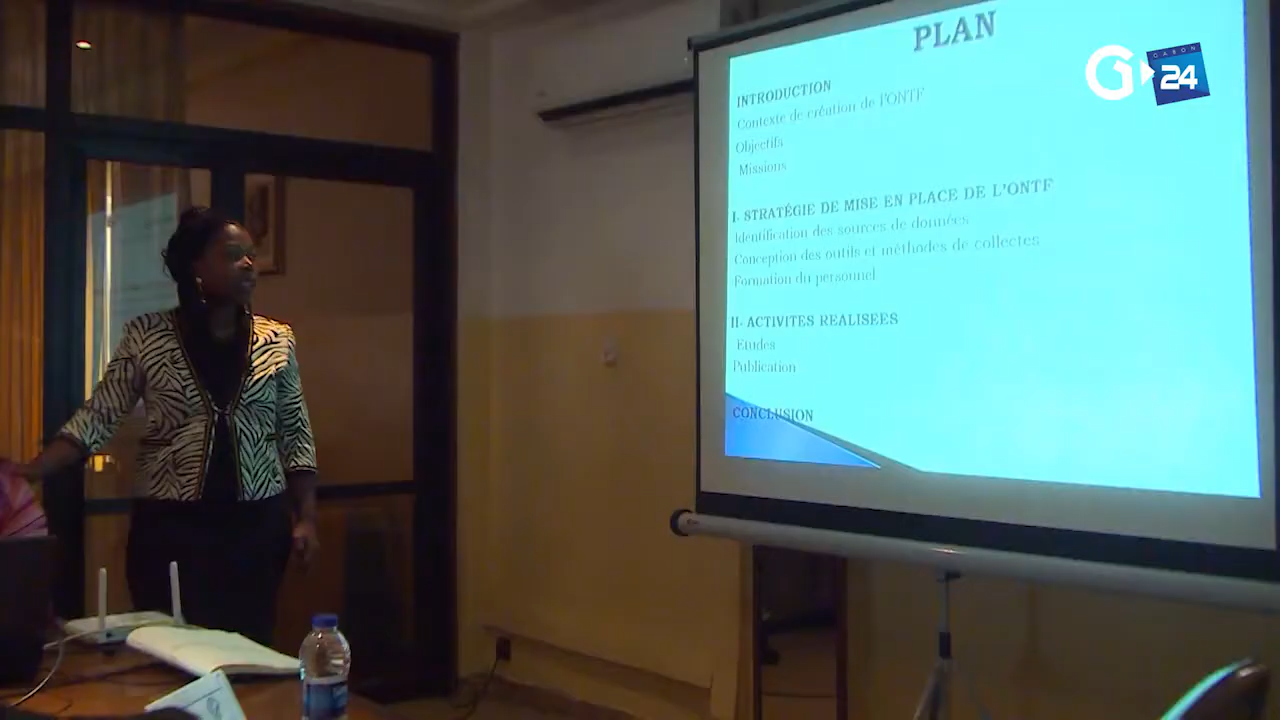 PLAN
GABON
24
INTRODUCTION
Contexte de création de l'ONTF
Objectifs
Missions
I- STRATÉGIE DE MISE EN PLACE DE L'ONTF
Identification des sources de données
Conception des outils et méthodes de collectes
Formation du personnel
II- ACTIVITES REALISEES
Etudes
Publication
CONCLUSION